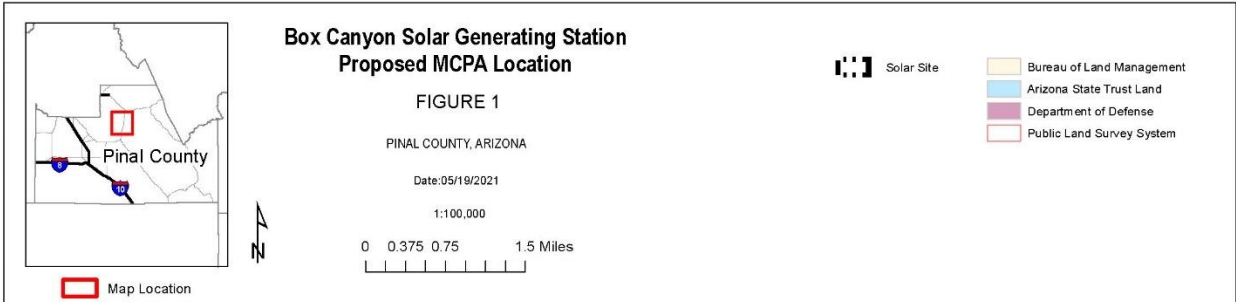 Pinal County
8
10
Map Location
N
Box Canyon Solar Generating Station
Proposed MCPA Location
FIGURE 1
PINAL COUNTY, ARIZONA
Date:05/19/2021
1:100,000
0 0.375 0.75 1.5 Miles
Solar Site
Bureau of Land Management
Arizona State Trust Land
Department of Defense
Public Land Survey System